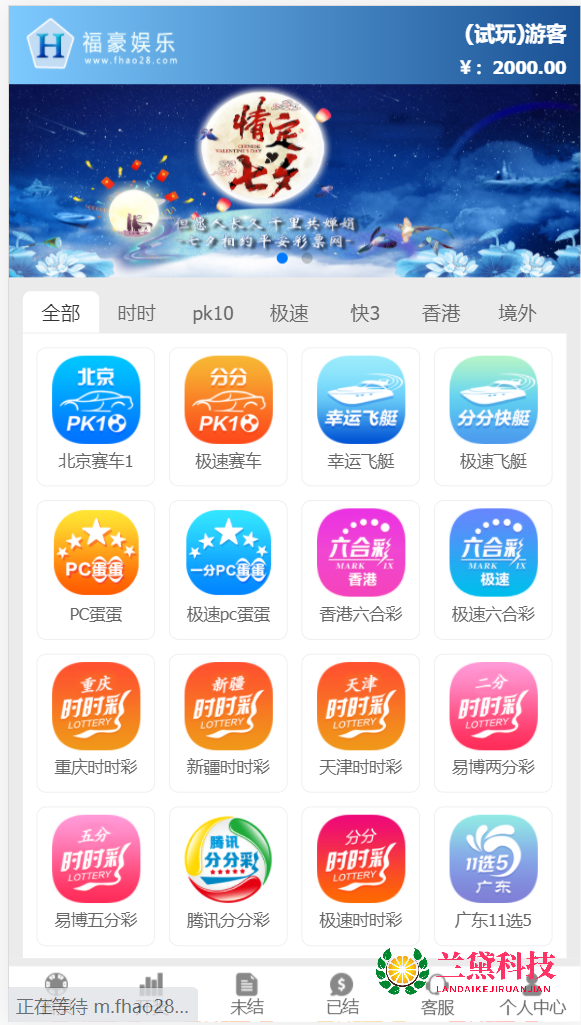 H 福豪娱乐
www.fhao28.com
(试玩)游客
¥： 2000.00
情定
CHINESE
VALENTINE'S DAY
七夕
但愿人长久 千里共婵娟
-七夕相约平安彩票网-
全部 时时 pk10 极速 快3 香港 境外
北京 PK10
分分 PK10
幸运飞艇
分分快艇
北京赛车1 极速赛车 幸运飞艇 极速飞艇
PC蛋蛋
一分PC蛋蛋
六合彩 MARK SIX 香港
六合彩 MARK SIX 极速
PC蛋蛋 极速pc蛋蛋 香港六合彩 极速六合彩
重庆 时时彩 LOTTERY
新疆 时时彩 LOTTERY
天津 时时彩 LOTTERY
二分 时时彩 LOTTERY
重庆时时彩 新疆时时彩 天津时时彩 易博两分彩
五分 时时彩 LOTTERY
腾讯 分分彩
分分 时时彩 LOTTERY
11选5 广东
易博五分彩 腾讯分分彩 极速时时彩 广东11选5
兰黛科技
LANDAIKEJIRUANJIAN
正在等待 m.fhao28... 未结 已结 客服 个人中心